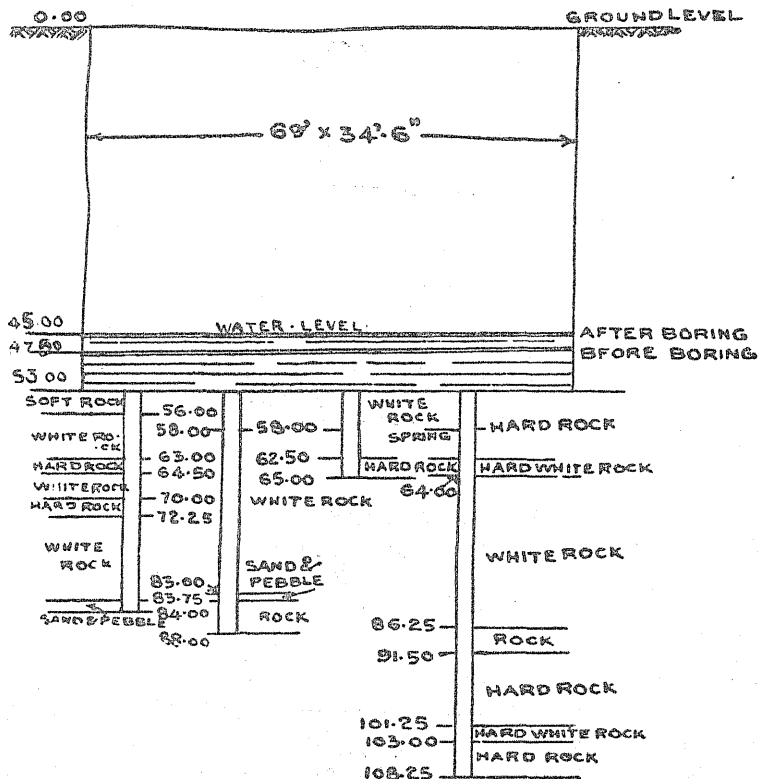 0.00
GROUND LEVEL
68' x 34'.6"
45.00
WATER.LEVEL.
AFTER BORING
BFORE BORING
53.00
SOFT ROCK
56.00
58.00
58.00
WHITE
ROCK
SPRING
HARD ROCK
WHITE RO-
CK
63.00
62.50
HARD ROCK
HARD WHITE ROCK
HARD ROCK
64.50
65.00
64.00
WHITE ROCK
70.00
WHITE ROCK
HARD ROCK
72.25
WHITE
ROCK
WHITE ROCK
83.00
SAND &
PEBBLE
83.75
84.00
SAND & PEBBLE
ROCK
88.00
86.25
ROCK
91.50
HARD ROCK
101.25
HARD WHITE ROCK
103.00
HARD ROCK
108.25